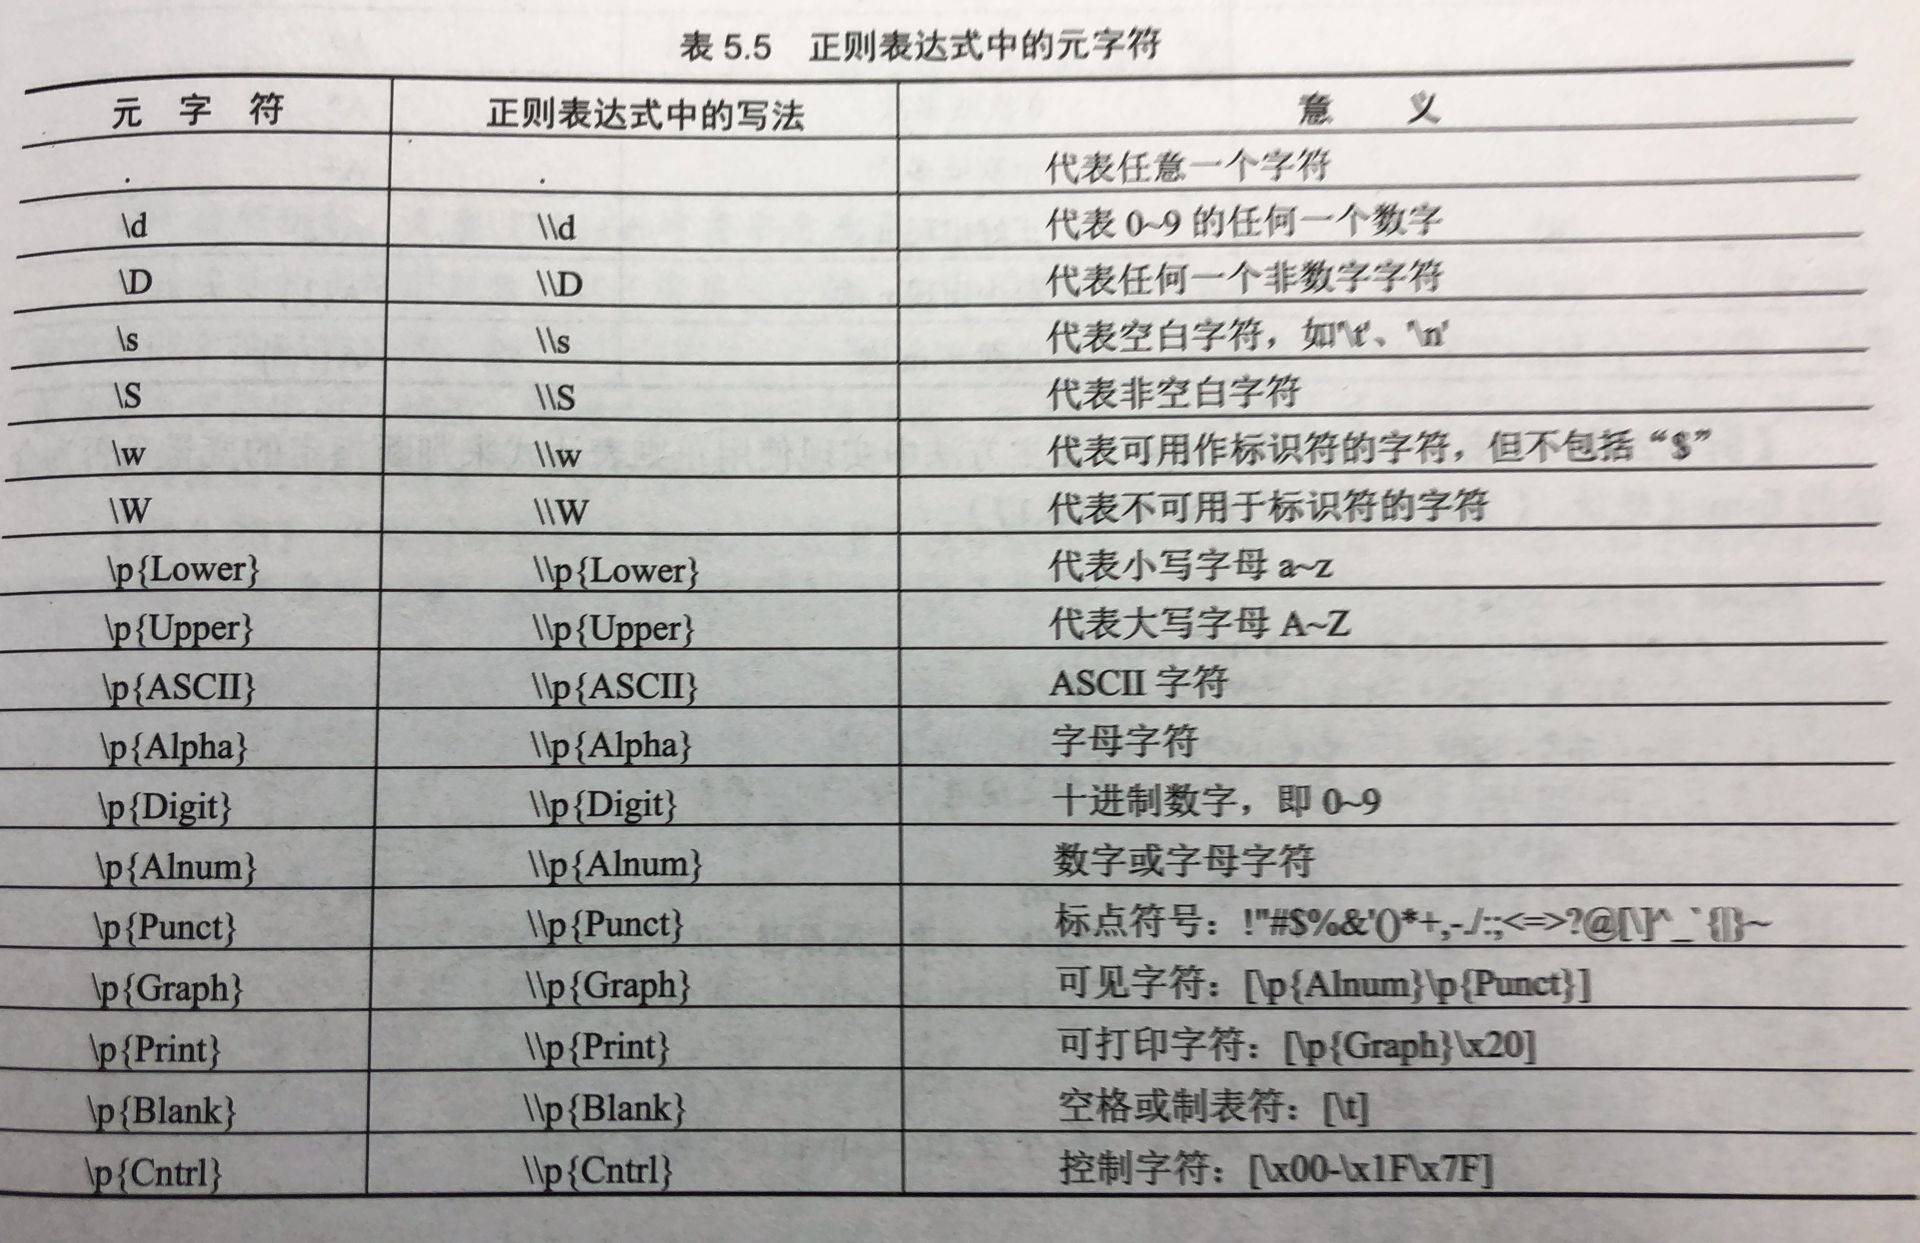 表 5.5 正则表达式中的元字符
元 字 符 正则表达式中的写法 意 义
. . 代表任意一个字符
\d \\d 代表 0~9 的任何一个数字
\D \\D 代表任何一个非数字字符
\s \\s 代表空白字符，如'\t'、'\n'
\S \\S 代表非空白字符
\w \\w 代表可用作标识符的字符，但不包括“$”
\W \\W 代表不可用于标识符的字符
\p{Lower} \\p{Lower} 代表小写字母 a~z
\p{Upper} \\p{Upper} 代表大写字母 A~Z
\p{ASCII} \\p{ASCII} ASCII 字符
\p{Alpha} \\p{Alpha} 字母字符
\p{Digit} \\p{Digit} 十进制数字，即 0~9
\p{Alnum} \\p{Alnum} 数字或字母字符
\p{Punct} \\p{Punct} 标点符号：!"#$%&'()*+,-./:;<=>?@[\]^_`{|}~
\p{Graph} \\p{Graph} 可见字符：[\p{Alnum}\p{Punct}]
\p{Print} \\p{Print} 可打印字符：[\p{Graph}\x20]
\p{Blank} \\p{Blank} 空格或制表符：[\t]
\p{Cntrl} \\p{Cntrl} 控制字符：[\x00-\x1F\x7F]